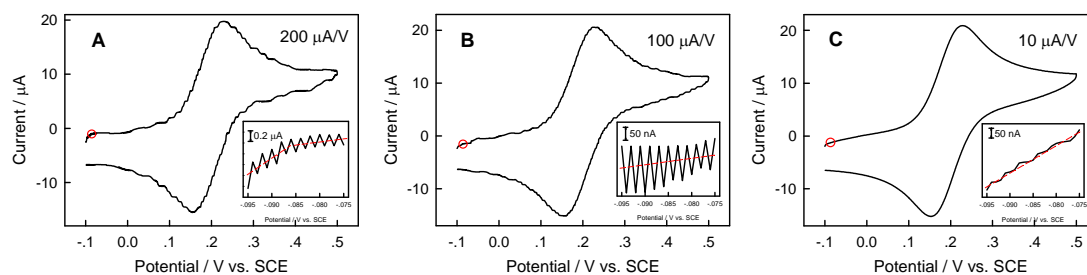 A
200 µA/V
Current / µA
20
10
0
-10
0.2 µA
-.095
-.090
-.085
-.080
-.075
Potential / V vs. SCE
-.1
0.0
.1
.2
.3
.4
.5
Potential / V vs. SCE
B
100 µA/V
Current / µA
20
10
0
-10
50 nA
-.095
-.090
-.085
-.080
-.075
Potential / V vs. SCE
-.1
0.0
.1
.2
.3
.4
.5
Potential / V vs. SCE
C
10 µA/V
Current / µA
20
10
0
-10
50 nA
-.095
-.090
-.085
-.080
-.075
Potential / V vs. SCE
-.1
0.0
.1
.2
.3
.4
.5
Potential / V vs. SCE